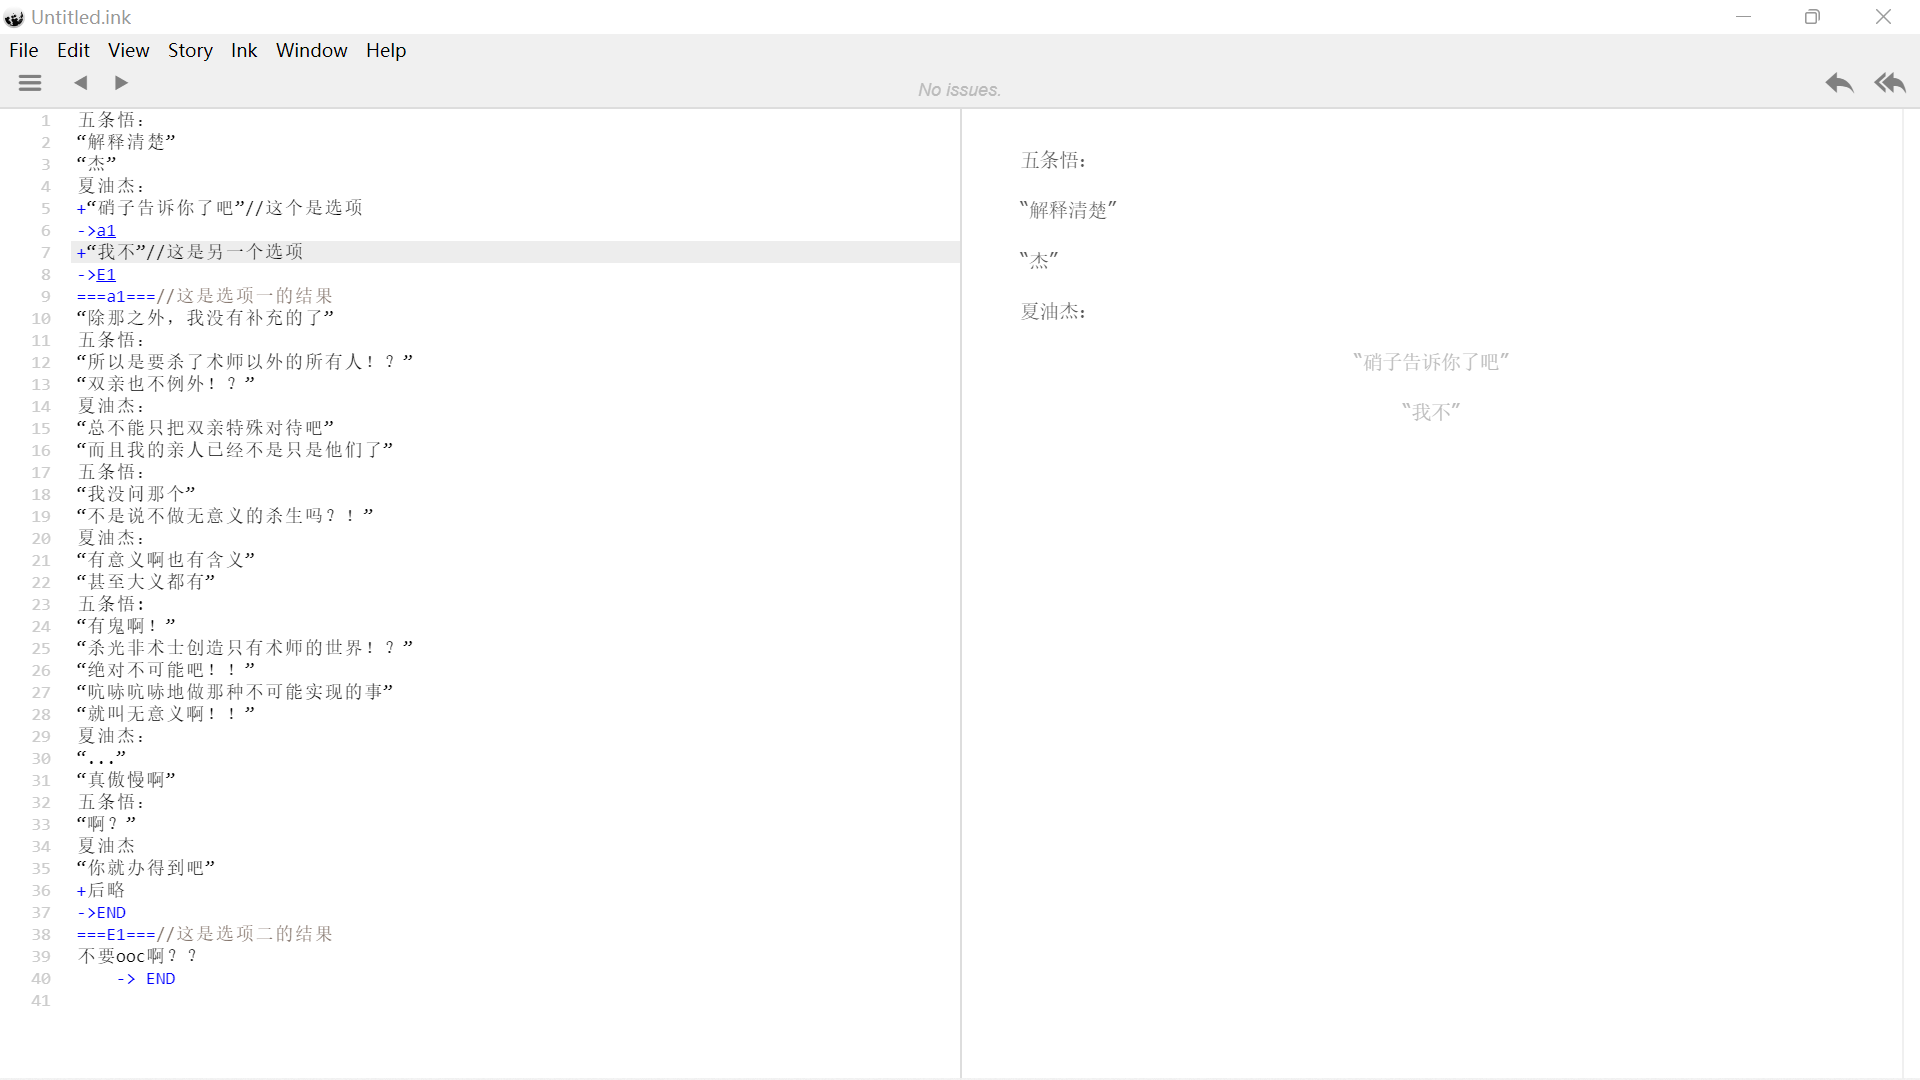 Untitled.ink
File Edit View Story Ink Window Help
No issues.
1 五条悟：
2 “解释清楚”
3 “杰”
4 夏油杰：
5 +“硝子告诉你了吧”//这个是选项
6 ->a1
7 +“我不”//这是另一个选项
8 ->E1
9 ===a1===//这是选项一的结果
10 “除那之外，我没有补充的了”
11 五条悟：
12 “所以是要杀了术师以外的所有人！？”
13 “双亲也不例外！？”
14 夏油杰：
15 “总不能只把双亲特殊对待吧”
16 “而且我的亲人已经不是只是他们了”
17 五条悟：
18 “我没问那个”
19 “不是说不做无意义的杀生吗？！”
20 夏油杰：
21 “有意义啊也有含义”
22 “甚至大义都有”
23 五条悟：
24 “有鬼啊！”
25 “杀光非术士创造只有术师的世界！？”
26 “绝对不可能吧！！”
27 “吭哧吭哧地做那种不可能实现的事”
28 “就叫无意义啊！！”
29 夏油杰：
30 “...”
31 “真傲慢啊”
32 五条悟：
33 “啊？”
34 夏油杰
35 “你就办得到吧”
36 +后略
37 ->END
38 ===E1===//这是选项二的结果
39 不要ooc啊？？
40 -> END
41
五条悟：
“解释清楚”
“杰”
夏油杰：
“硝子告诉你了吧”
“我不”